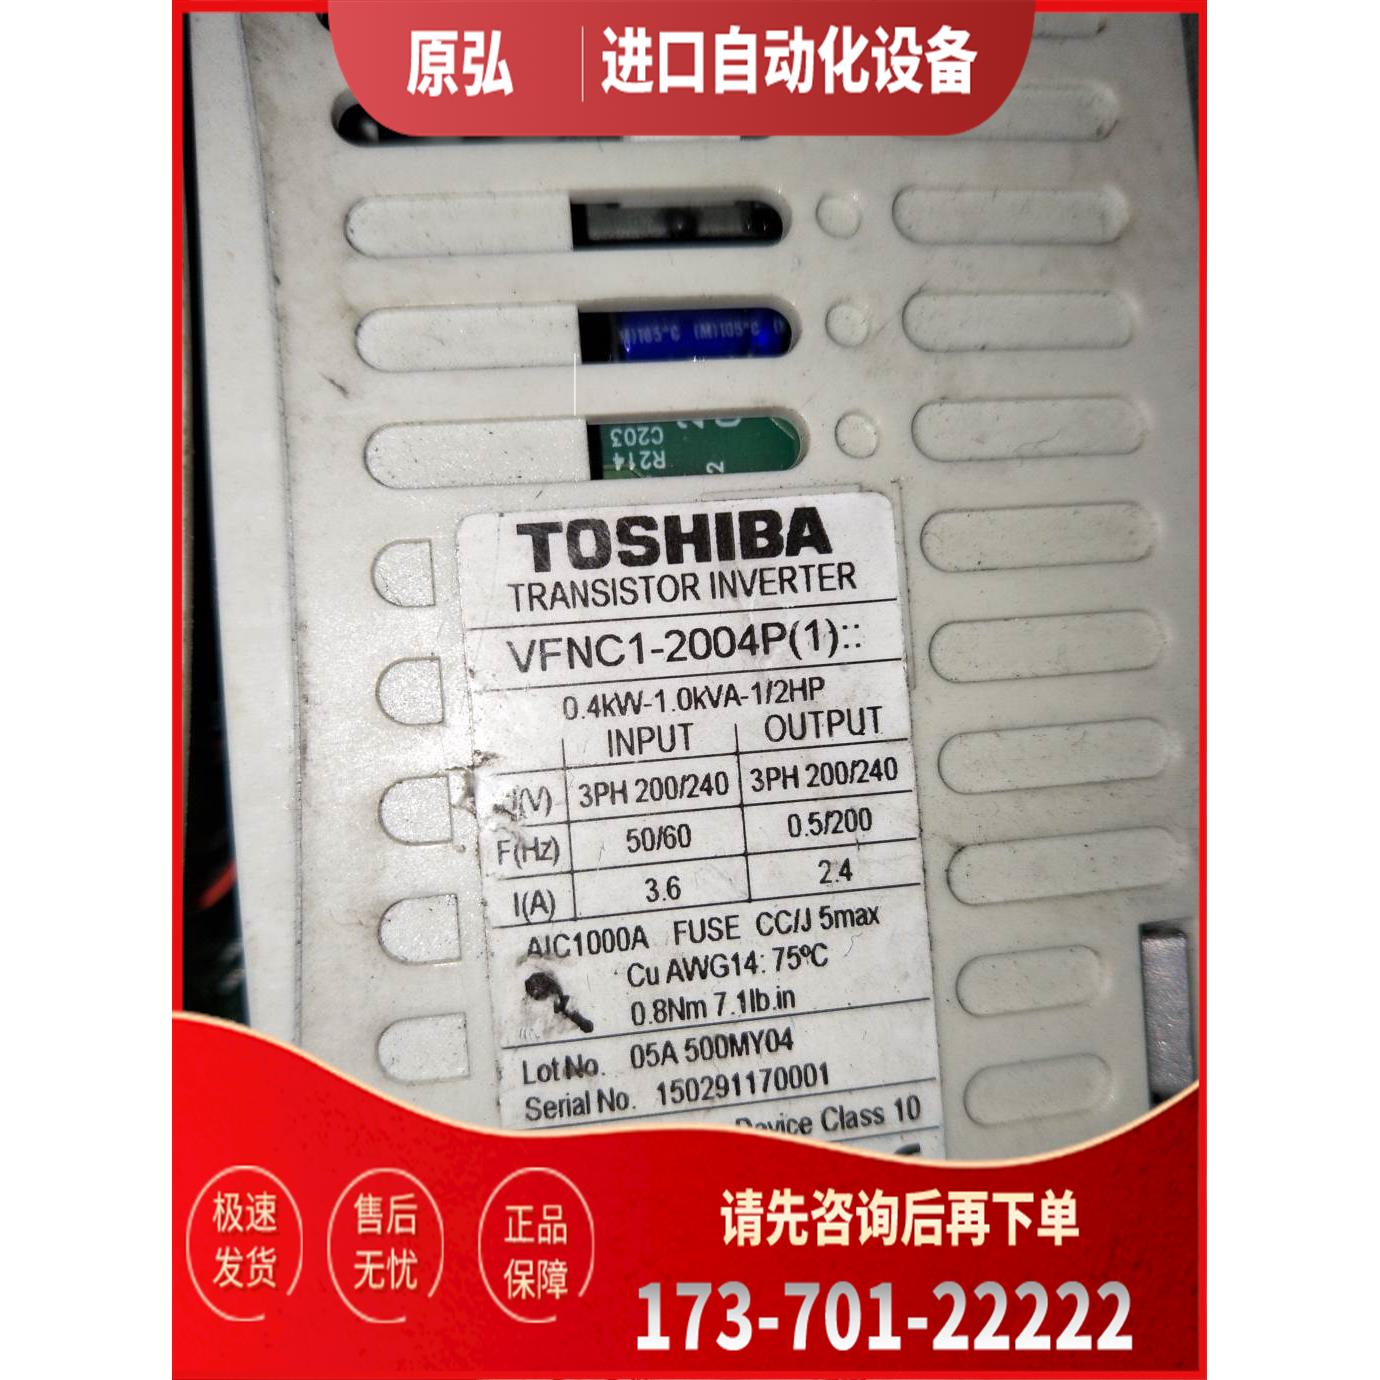 原弘 进口自动化设备
(M)105°C (M)105°C
C203
R214
2
TOSHIBA
TRANSISTOR INVERTER
VFNC1-2004P(1)::
0.4kW-1.0kVA-1/2HP
INPUT OUTPUT
(V) 3PH 200/240 3PH 200/240
F(Hz) 50/60 0.5/200
I(A) 3.6 2.4
AIC1000A FUSE CC/J 5max
Cu AWG14: 75ºC
0.8Nm 7.1lb.in
Lot No. 05A 500MY04
Serial No. 150291170001
Device Class 10
极速
发货
售后
无忧
正品
保障
请先咨询后再下单
173-701-22222